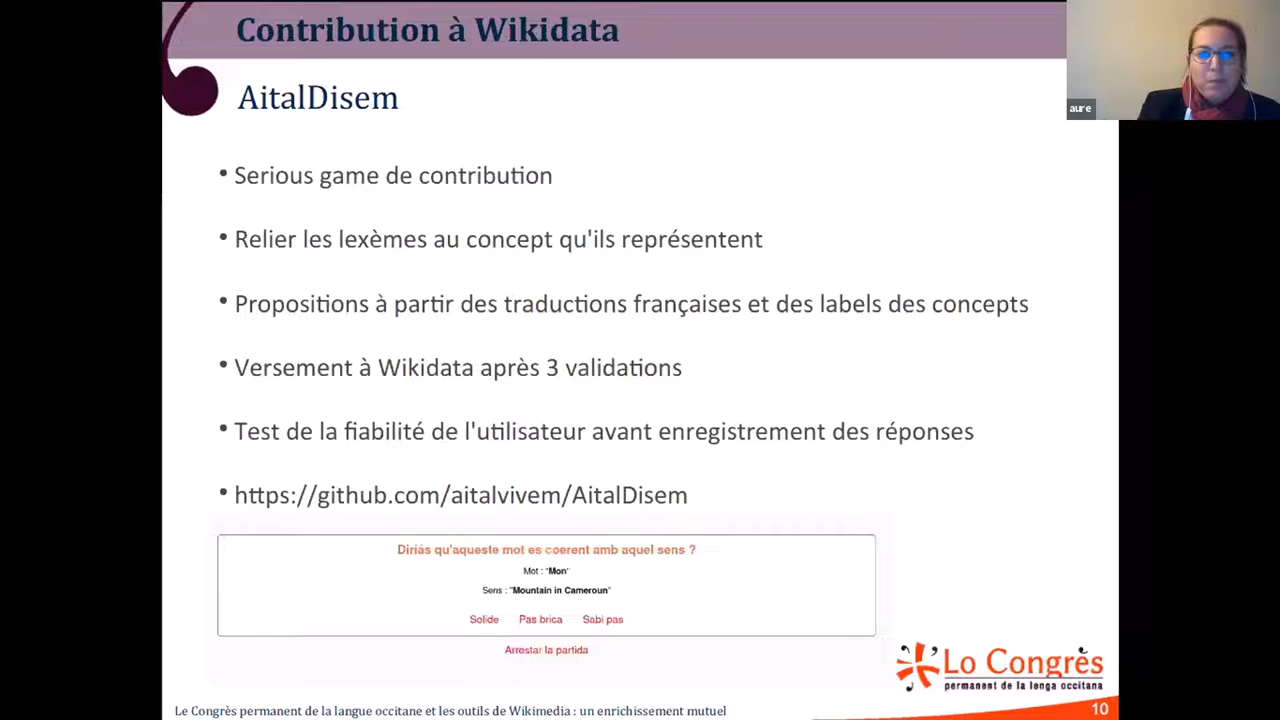 Contribution à Wikidata
aure
AitalDisem
• Serious game de contribution
• Relier les lexèmes au concept qu'ils représentent
• Propositions à partir des traductions françaises et des labels des concepts
• Versement à Wikidata après 3 validations
• Test de la fiabilité de l'utilisateur avant enregistrement des réponses
• https://github.com/aitalvivem/AitalDisem
Diriás qu'aqueste mot es coerent amb aquel sens ?
Mot : "Mon"
Sens : "Mountain in Cameroun"
Solide Pas brica Sabi pas
Arrestar la partida
Lo Congrès
permanent de la lenga occitana
Le Congrès permanent de la langue occitane et les outils de Wikimedia : un enrichissement mutuel
10